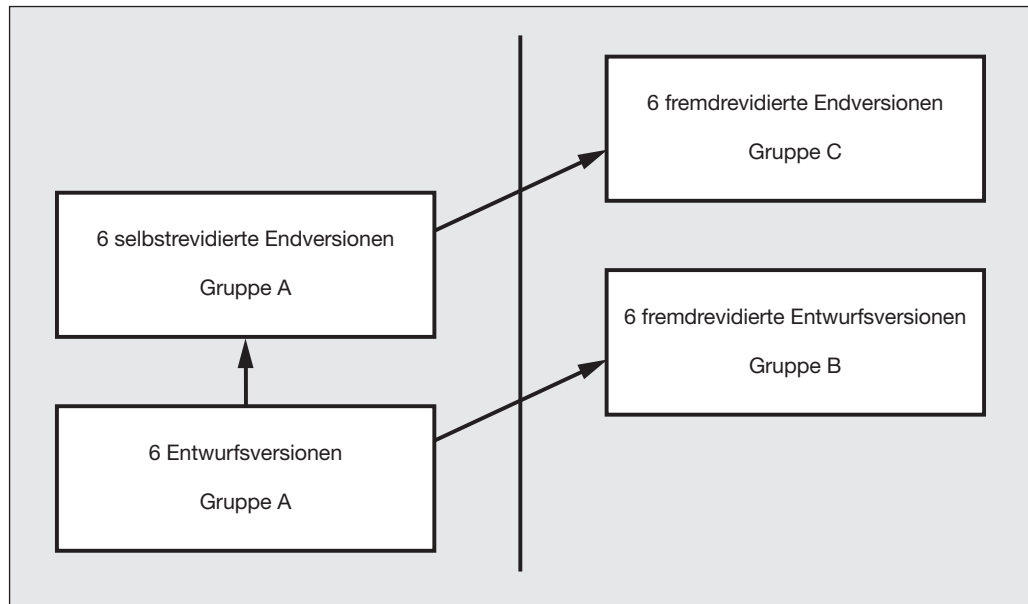 6 fremdrevidierte Endversionen
Gruppe C
6 selbstrevidierte Endversionen
Gruppe A
6 fremdrevidierte Entwurfsversionen
Gruppe B
6 Entwurfsversionen
Gruppe A